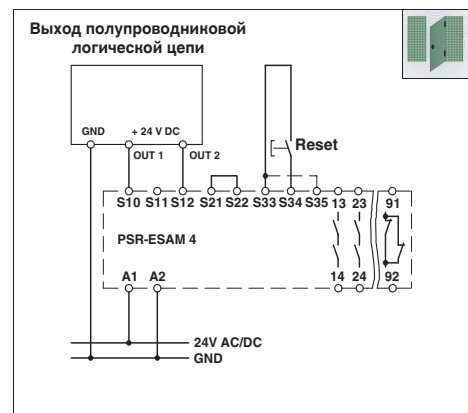 Выход полупроводниковой
логической цепи
GND + 24 V DC
OUT 1 OUT 2
Reset
S10 S11 S12 S21 S22 S33 S34 S35 13 23 91
PSR-ESAM 4
A1 A2 14 24 92
24V AC/DC
GND